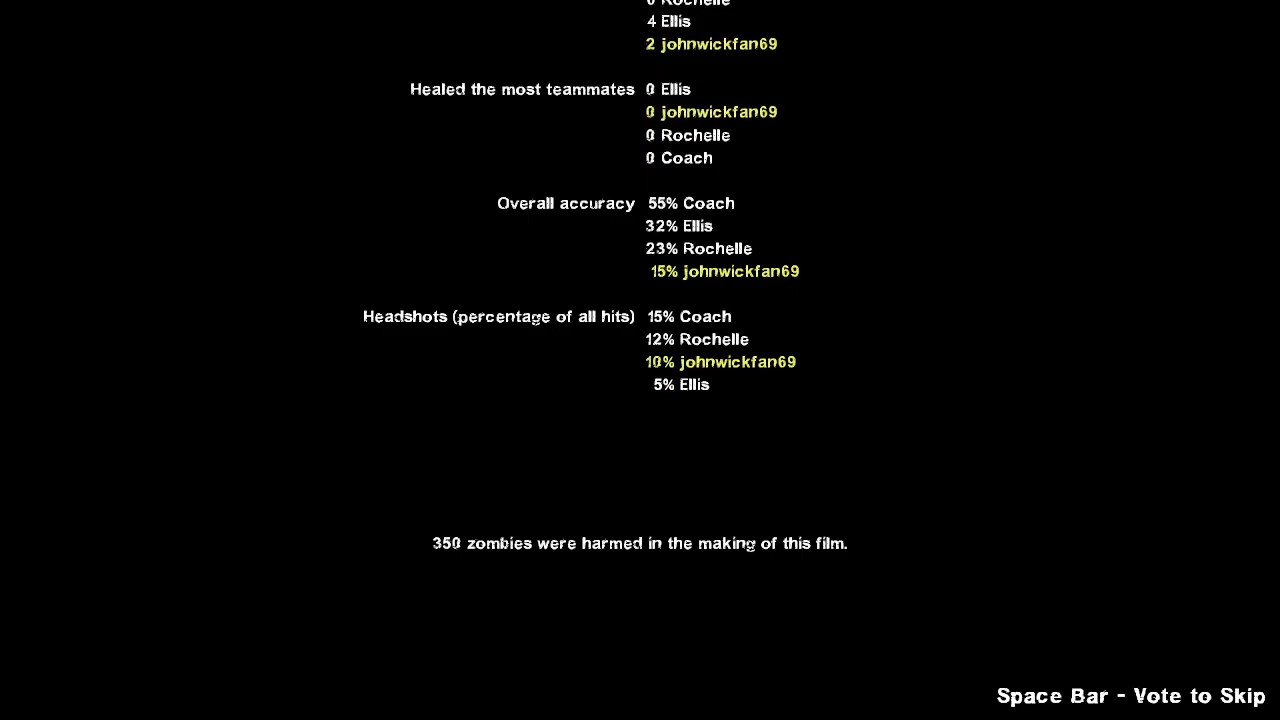 0 Rochelle
4 Ellis
2 johnwickfan69
Healed the most teammates 0 Ellis
0 johnwickfan69
0 Rochelle
0 Coach
Overall accuracy 55% Coach
32% Ellis
23% Rochelle
15% johnwickfan69
Headshots (percentage of all hits) 15% Coach
12% Rochelle
10% johnwickfan69
5% Ellis
350 zombies were harmed in the making of this film.
Space Bar - Vote to Skip